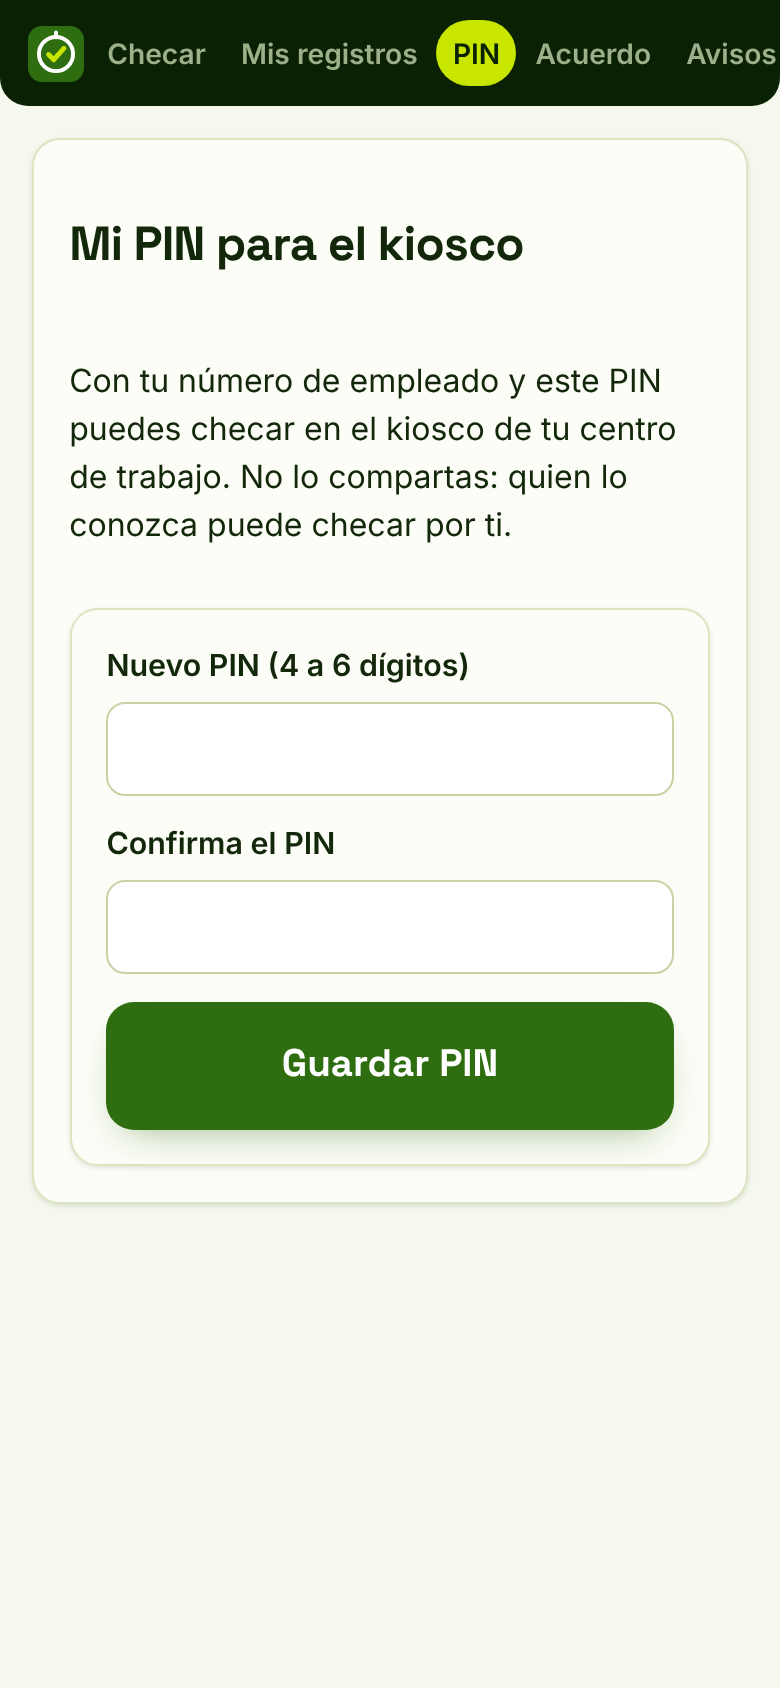 Checar Mis registros PIN Acuerdo Avisos
Mi PIN para el kiosco
Con tu número de empleado y este PIN
puedes checar en el kiosco de tu centro
de trabajo. No lo compartas: quien lo
conozca puede checar por ti.
Nuevo PIN (4 a 6 dígitos)
Confirma el PIN
Guardar PIN